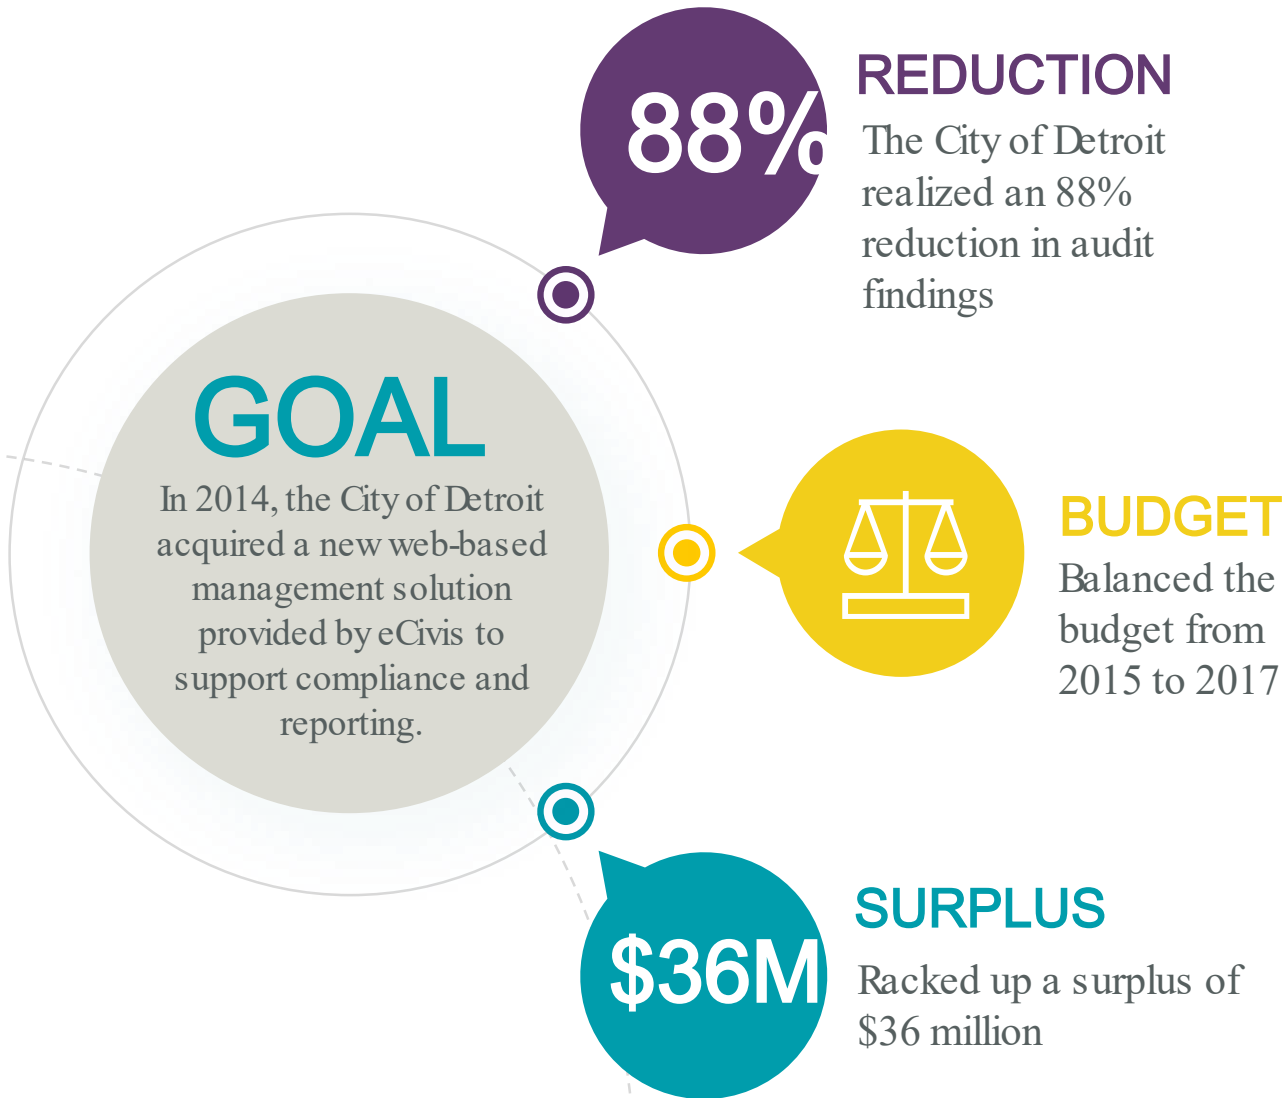 88%
REDUCTION
The City of Detroit
realized an 88%
reduction in audit
findings
GOAL
In 2014, the City of Detroit
acquired a new web-based
management solution
provided by eCivis to
support compliance and
reporting.
BUDGET
Balanced the
budget from
2015 to 2017
$36M
SURPLUS
Racked up a surplus of
$36 million